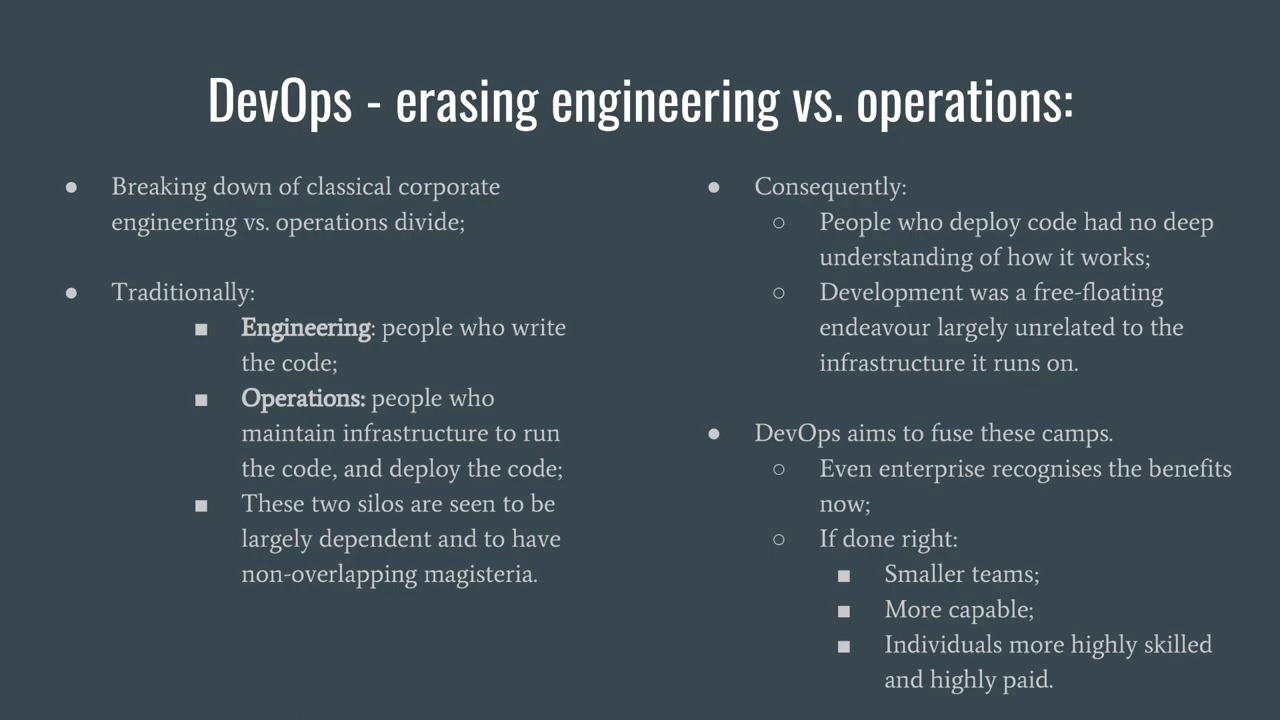 DevOps - erasing engineering vs. operations:
● Breaking down of classical corporate
engineering vs. operations divide;
● Traditionally:
■ Engineering: people who write
the code;
■ Operations: people who
maintain infrastructure to run
the code, and deploy the code;
■ These two silos are seen to be
largely dependent and to have
non-overlapping magisteria.
● Consequently:
○ People who deploy code had no deep
understanding of how it works;
○ Development was a free-floating
endeavour largely unrelated to the
infrastructure it runs on.
● DevOps aims to fuse these camps.
○ Even enterprise recognises the benefits
now;
○ If done right:
■ Smaller teams;
■ More capable;
■ Individuals more highly skilled
and highly paid.